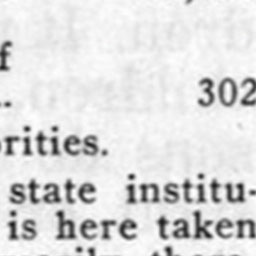 f
.. 302
rities.
state institu-
is here taken